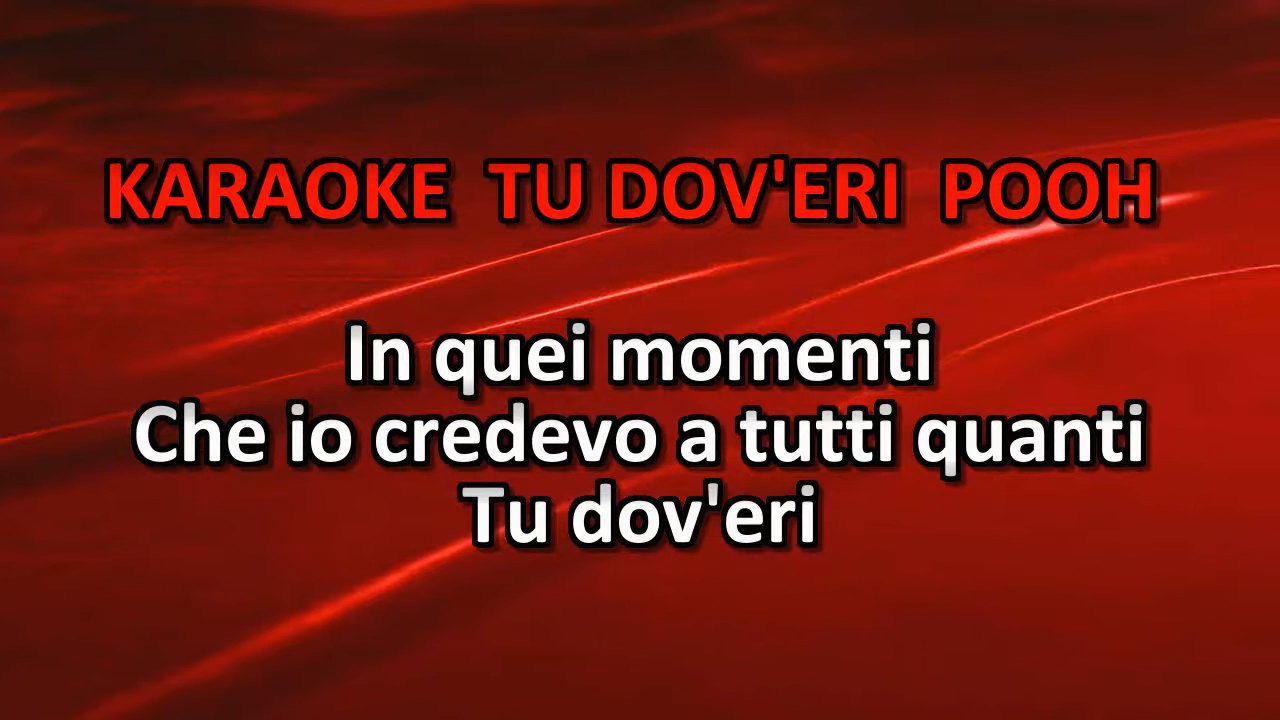 KARAOKE  TU DOV'ERI  POOH
In quei momenti
Che io credevo a tutti quanti
Tu dov'eri